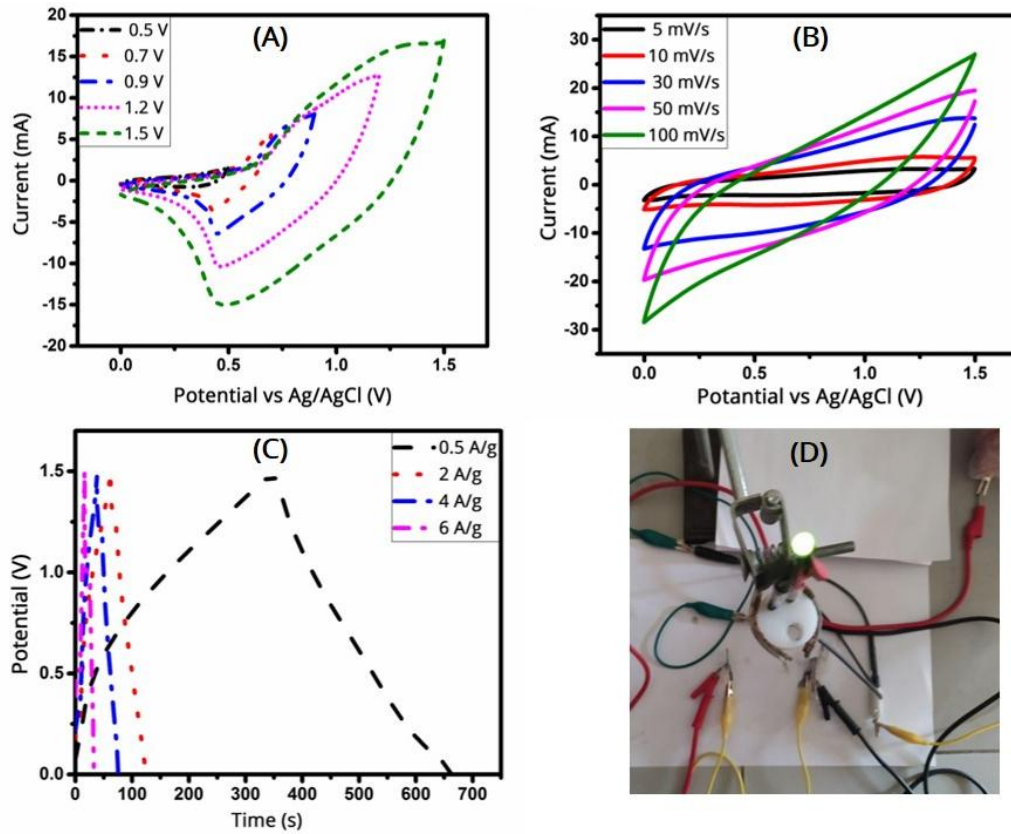 (A)
0.5 V
0.7 V
0.9 V
1.2 V
1.5 V
20
15
10
5
0
-5
-10
-15
-20
Current (mA)
0.0
0.5
1.0
1.5
Potential vs Ag/AgCl (V)
(B)
5 mV/s
10 mV/s
30 mV/s
50 mV/s
100 mV/s
30
20
10
0
-10
-20
-30
Current (mA)
0.0
0.5
1.0
1.5
Potantial vs Ag/AgCl (V)
(C)
0.5 A/g
2 A/g
4 A/g
6 A/g
1.5
1.0
0.5
0.0
Potential (V)
0
100
200
300
400
500
600
700
Time (s)
(D)